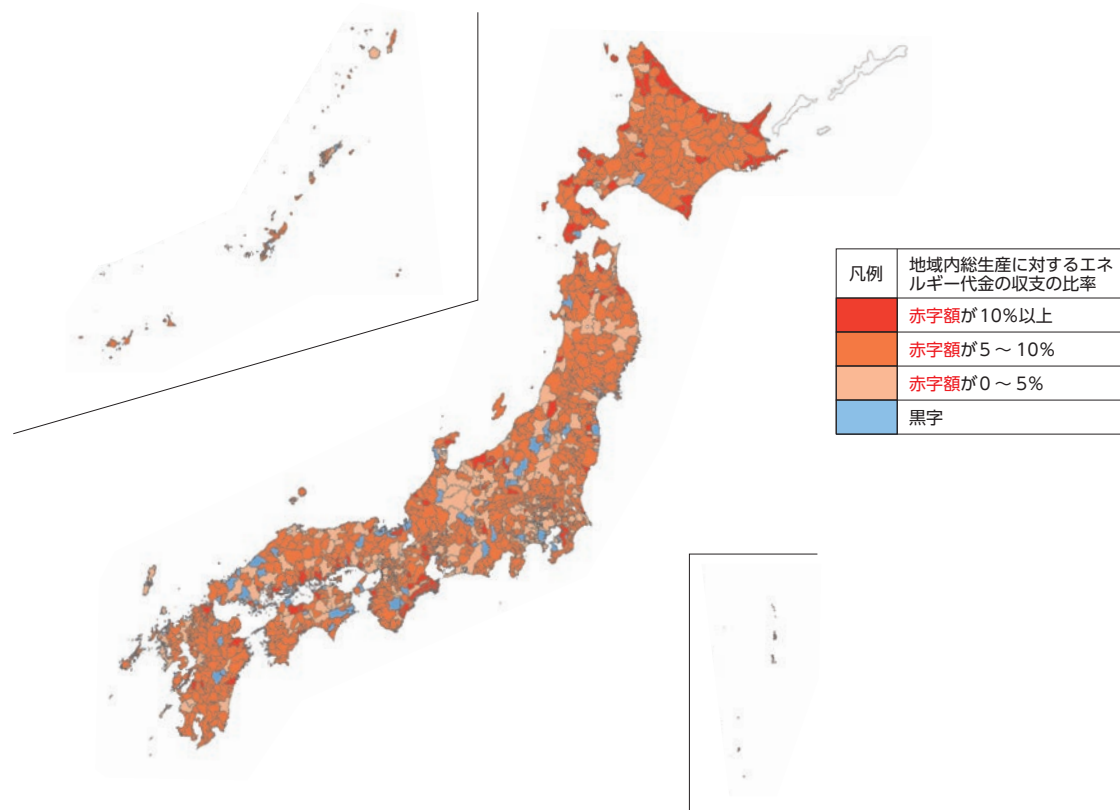 凡例
地域内総生産に対するエネ
ルギー代金の収支の比率
赤字額が10%以上
赤字額が5～10%
赤字額が0～5%
黒字